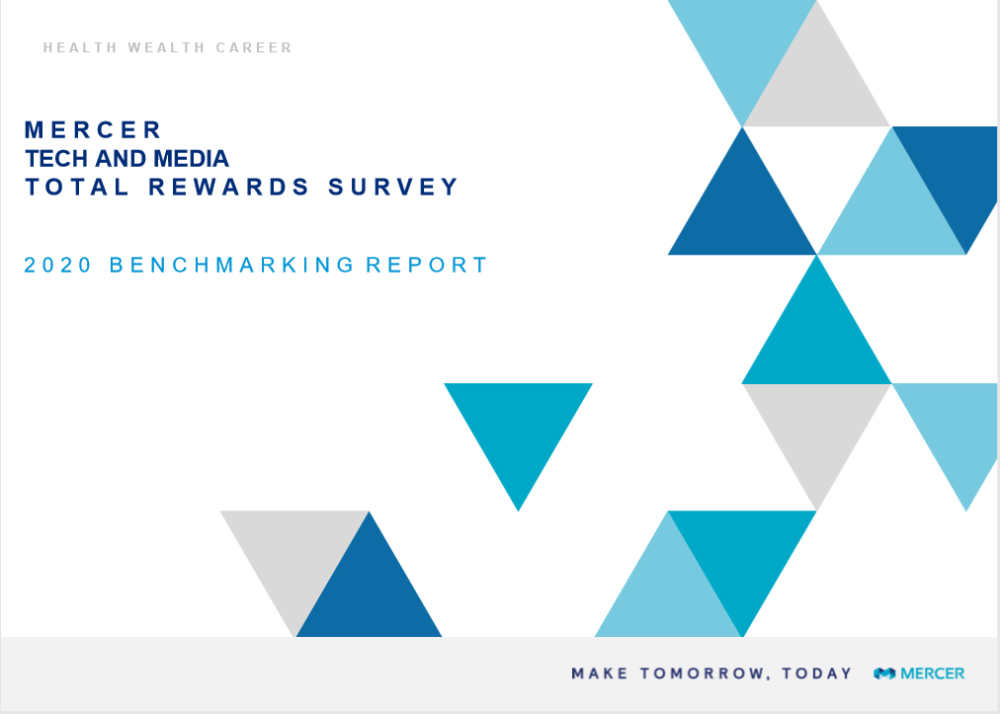 HEALTH WEALTH CAREER
MERCER
TECH AND MEDIA
TOTAL REWARDS SURVEY
2020 BENCHMARKING REPORT
MAKE TOMORROW, TODAY MERCER